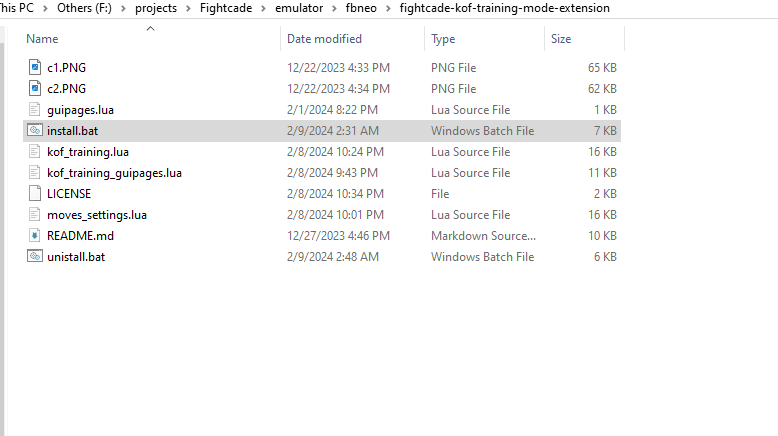 his PC > Others (F:) > projects > Fightcade > emulator > fbneo > fightcade-kof-training-mode-extension
Name Date modified Type Size
c1.PNG 12/22/2023 4:33 PM PNG File 65 KB
c2.PNG 12/22/2023 4:34 PM PNG File 62 KB
guipages.lua 2/1/2024 8:22 PM Lua Source File 1 KB
install.bat 2/9/2024 2:31 AM Windows Batch File 7 KB
kof_training.lua 2/8/2024 10:24 PM Lua Source File 16 KB
kof_training_guipages.lua 2/8/2024 9:43 PM Lua Source File 11 KB
LICENSE 2/8/2024 10:34 PM File 2 KB
moves_settings.lua 2/8/2024 10:01 PM Lua Source File 16 KB
README.md 12/27/2023 4:46 PM Markdown Source... 10 KB
unistall.bat 2/9/2024 2:48 AM Windows Batch File 6 KB